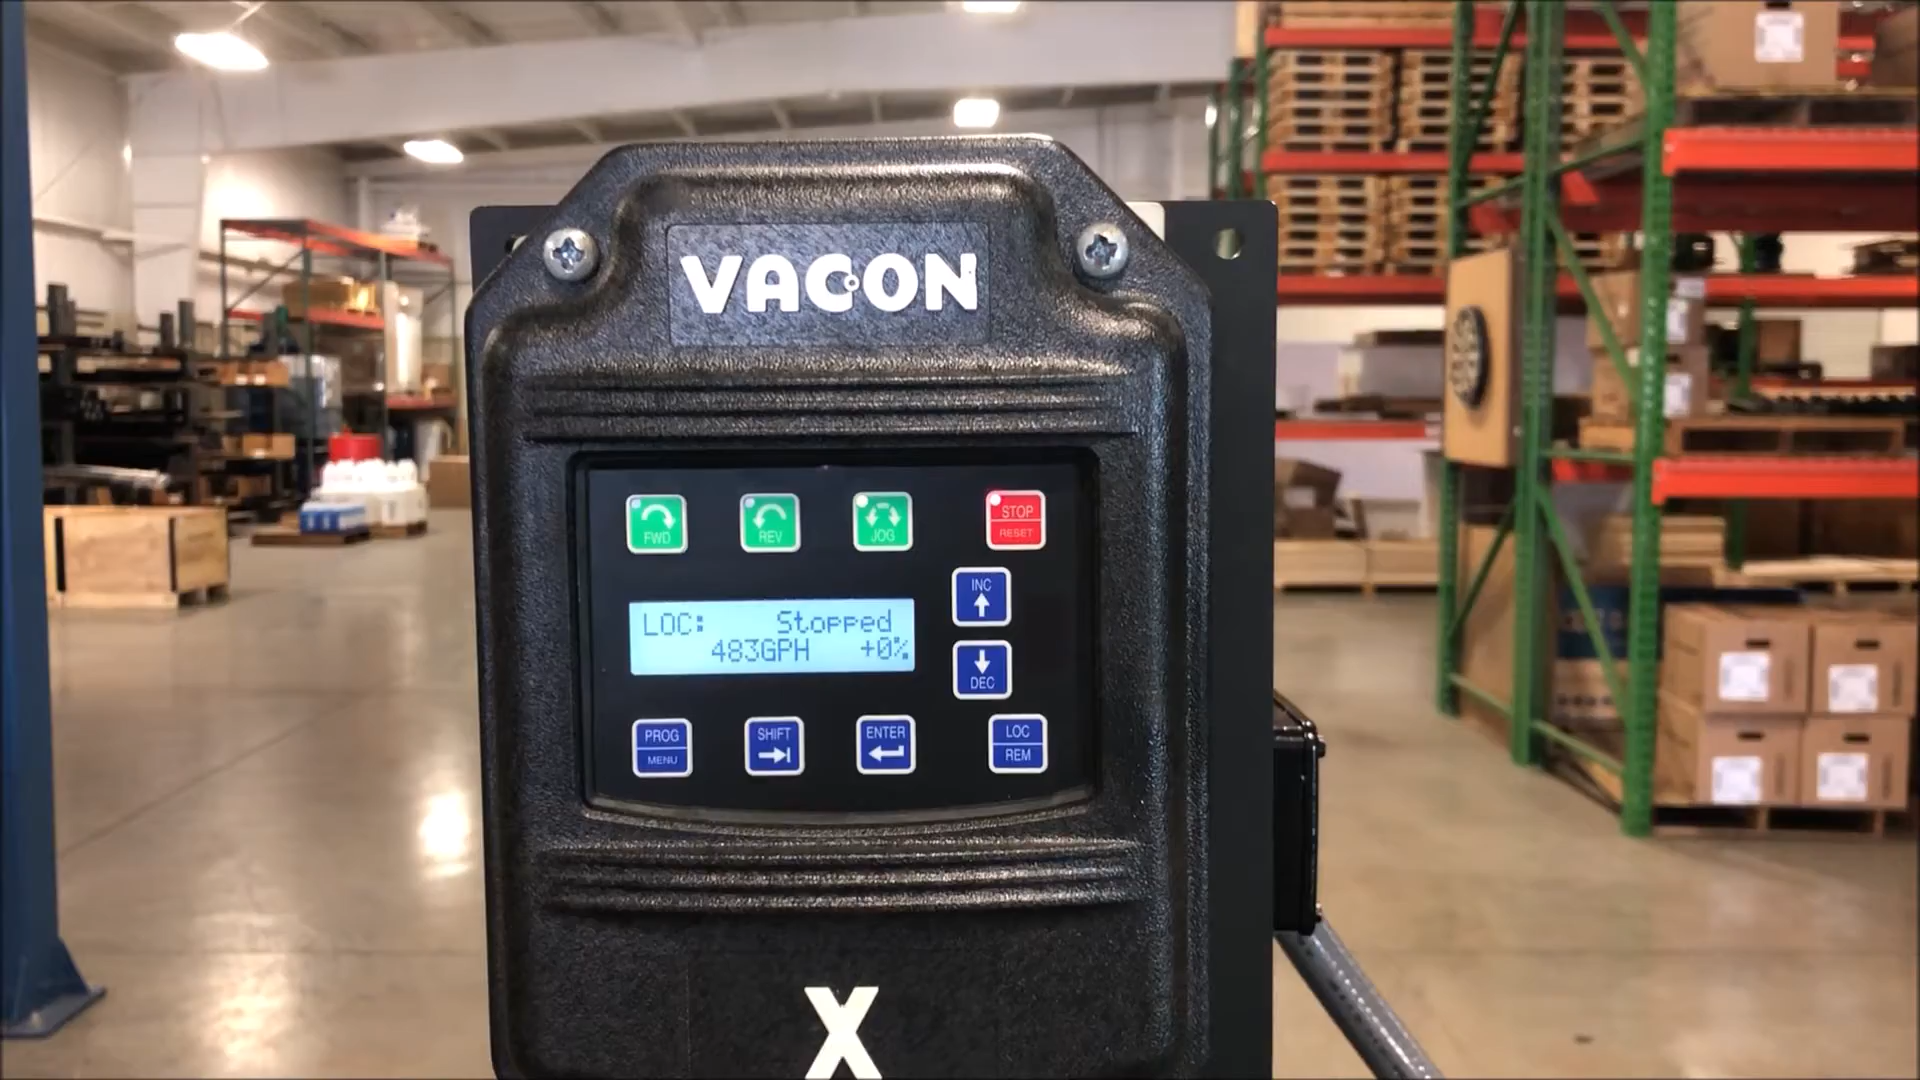 VACON
FWD
REV
JOG
STOP
RESET
INC
LOC: Stopped
483GPH +0%
DEC
PROG
MENU
SHIFT
ENTER
LOC
REM
X